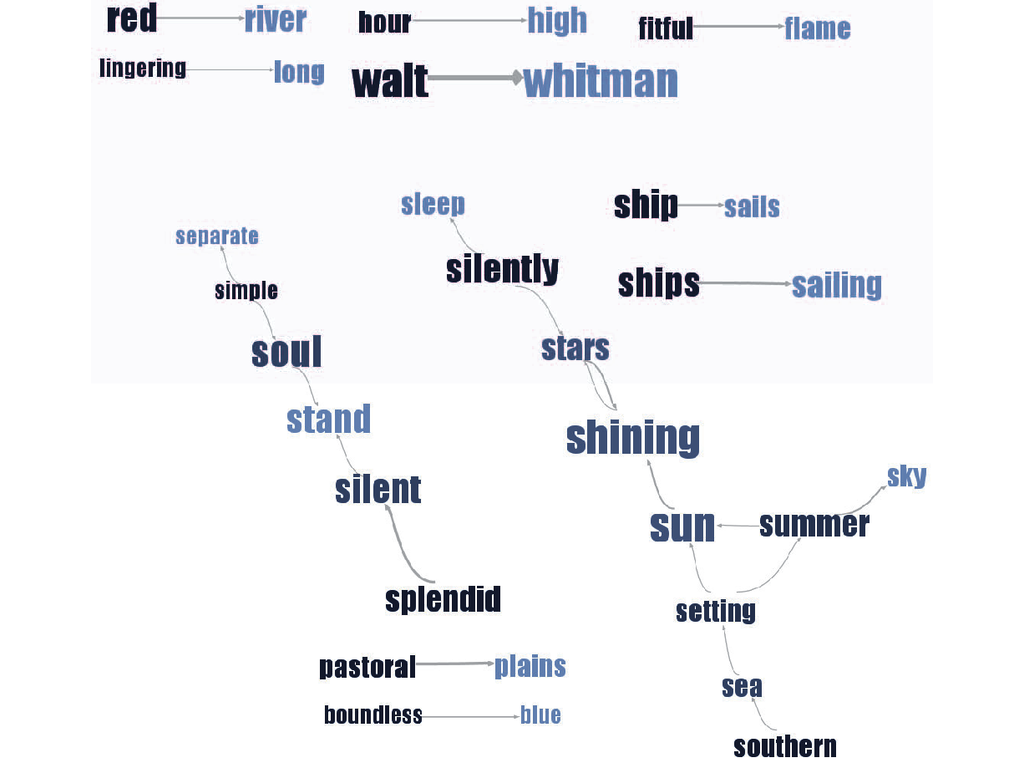 red river hour high fitful flame
lingering long walt whitman
sleep ship sails
separate
silently
simple ships sailing
soul stars
stand shining
silent sky
sun summer
splendid setting
pastoral plains
sea
boundless blue
southern